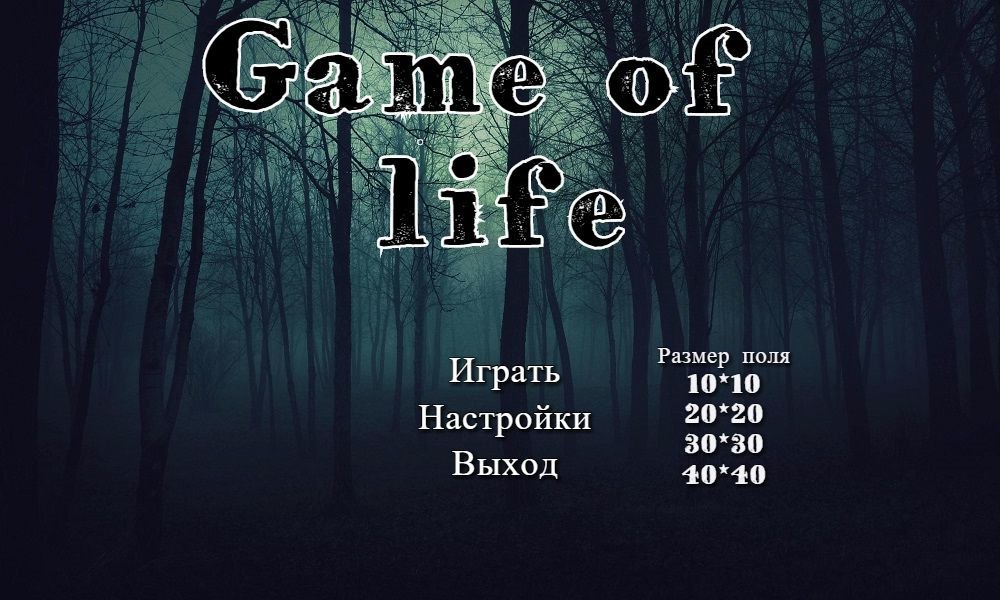 Game of
life
Играть
Настройки
Выход
Размер поля
10*10
20*20
30*30
40*40